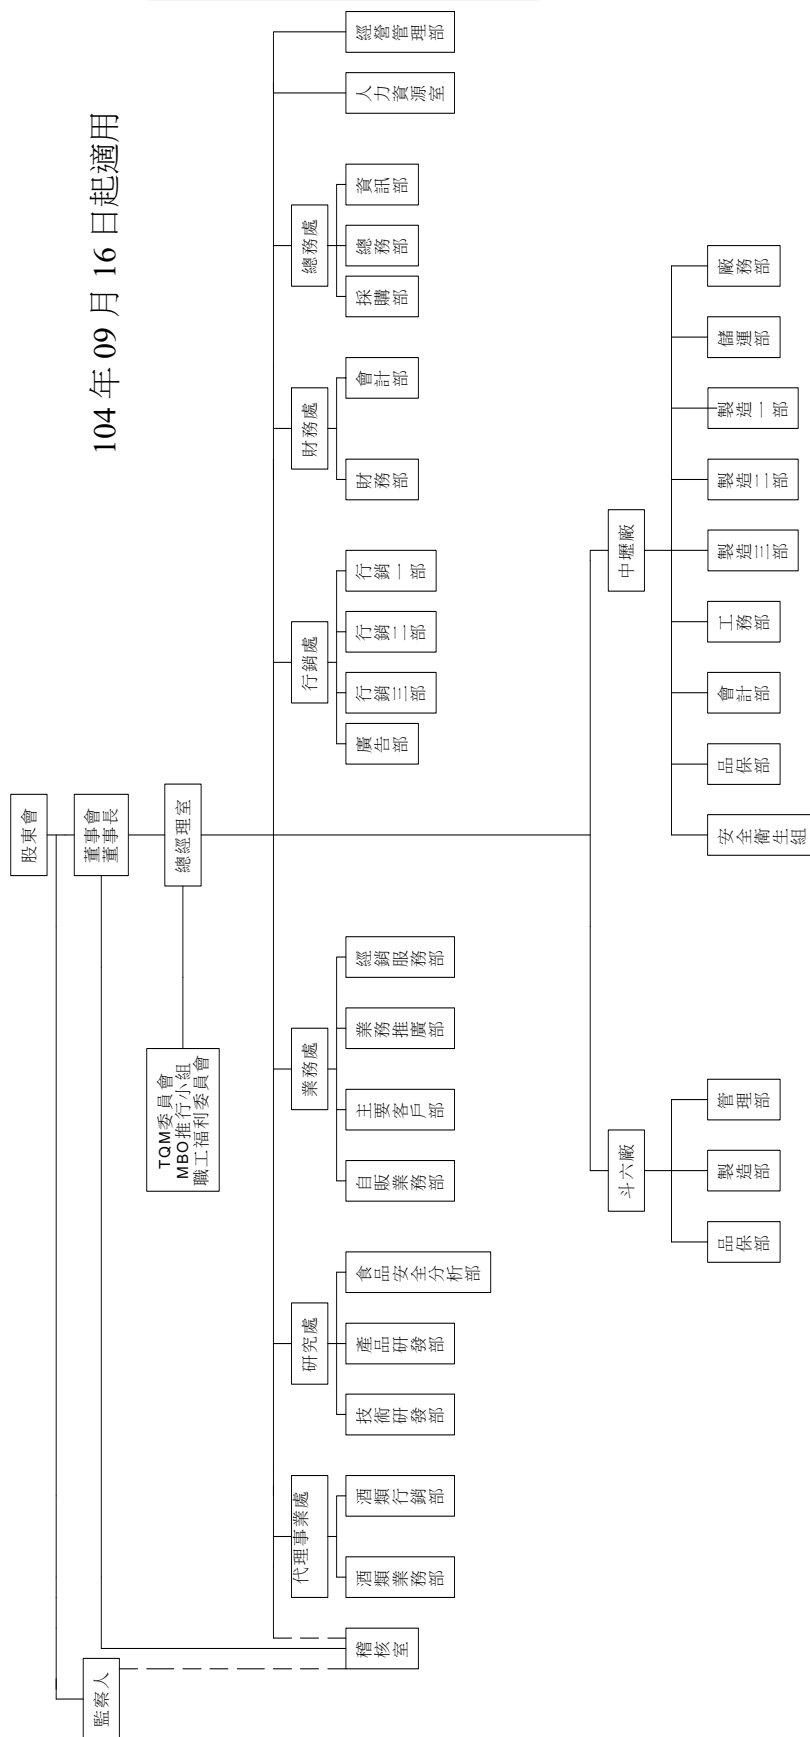 104 年 09 月 16 日起適用
股東會
監察人
董事會
董事長
總經理室
TQM委員會
MBO推行小組
職工福利委員會
稽核室
代理事業處
酒類業務部
酒類行銷部
研究處
技術研發部
產品研發部
食品安全分析部
業務處
自販業務部
主要客戶部
業務推廣部
經銷服務部
行銷處
廣告部
行銷三部
行銷二部
行銷一部
財務處
財務部
會計部
總務處
採購部
總務部
資訊部
人力資源室
經營管理部
斗六廠
品保部
製造部
管理部
中壢廠
安全衛生組
品保部
會計部
工務部
製造三部
製造二部
製造一部
儲運部
廠務部